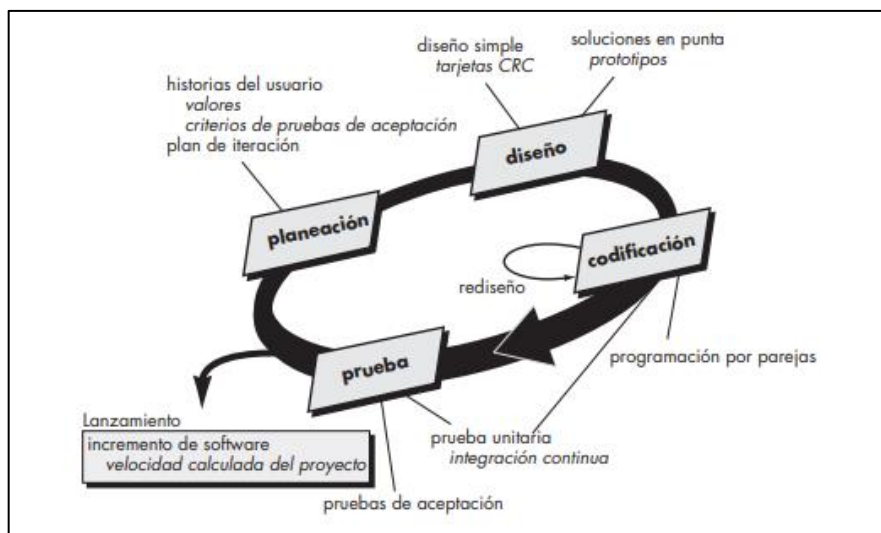 diseño simple
tarjetas CRC
soluciones en punta
prototipos
historias del usuario
valores
criterios de pruebas de aceptación
plan de iteración
diseño
planeación
codificación
rediseño
programación por parejas
prueba
Lanzamiento
incremento de software
velocidad calculada del proyecto
prueba unitaria
integración continua
pruebas de aceptación